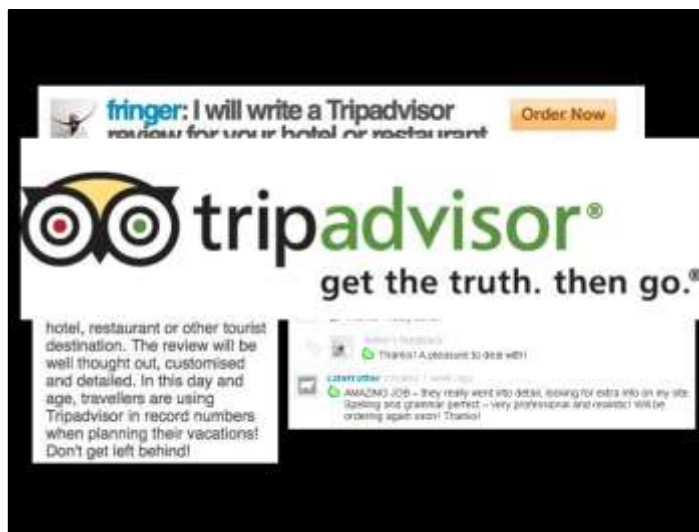 fringer: I will write a Tripadvisor
review for your hotel or restaurant
Order Now
tripadvisor®
get the truth. then go.®
hotel, restaurant or other tourist
destination. The review will be
well thought out, customised
and detailed. In this day and
age, travellers are using
Tripadvisor in record numbers
when planning their vacations!
Don't get left behind!
Thanks! A pleasure to deal with!
AMAZING JOB – they really went into detail, looking for extra info on my site.
Spelling and grammar perfect – very professional and realistic! Will be
ordering again soon! Thanks!